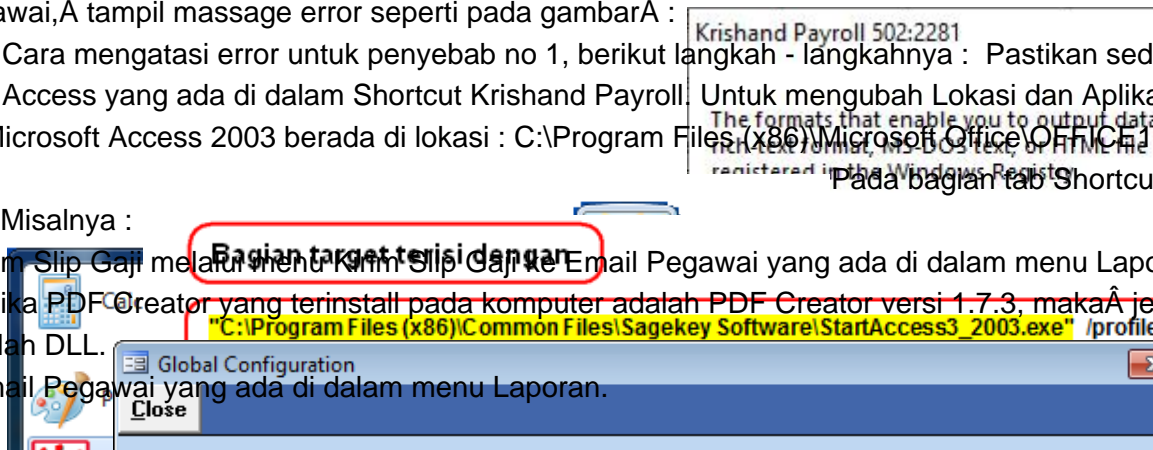 awai,Â tampil massage error seperti pada gambarÂ :
Krishand Payroll 502:2281
Cara mengatasi error untuk penyebab no 1, berikut langkah - langkahnya : Pastikan sed
Access yang ada di dalam Shortcut Krishand Payroll. Untuk mengubah Lokasi dan Aplika
The formats that enable you to output data
Microsoft Access 2003 berada di lokasi : C:\Program Files (x86)\Microsoft Office\OFFICE1
rich-text format, MS-DOS text, or HTML file
registered in the Windows Registry
Pada bagian tab Shortcu
Misalnya :
Bagian target terisi dengan
m Slip Gaji melalui menu Kirim Slip Gaji ke Email Pegawai yang ada di dalam menu Lapo
Calc
ika PDF Creator yang terinstall pada komputer adalah PDF Creator versi 1.7.3, makaÂ je
"C:\Program Files (x86)\Common Files\Sagekey Software\StartAccess3_2003.exe" /profile
lah DLL.
Global Configuration
ail Pegawai yang ada di dalam menu Laporan.
Close